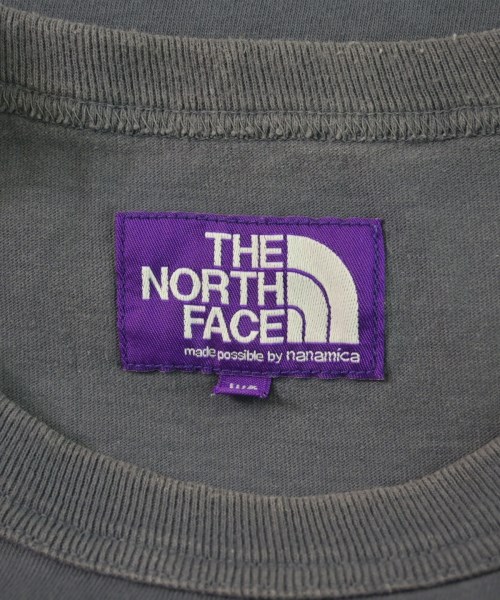 THE
NORTH
FACE
made possible by nanamica